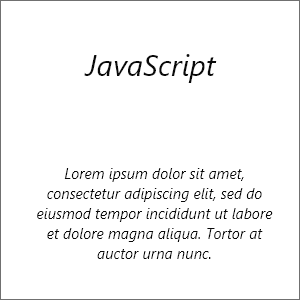 JavaScript
Lorem ipsum dolor sit amet,
consectetur adipiscing elit, sed do
eiusmod tempor incididunt ut labore
et dolore magna aliqua. Tortor at
auctor urna nunc.